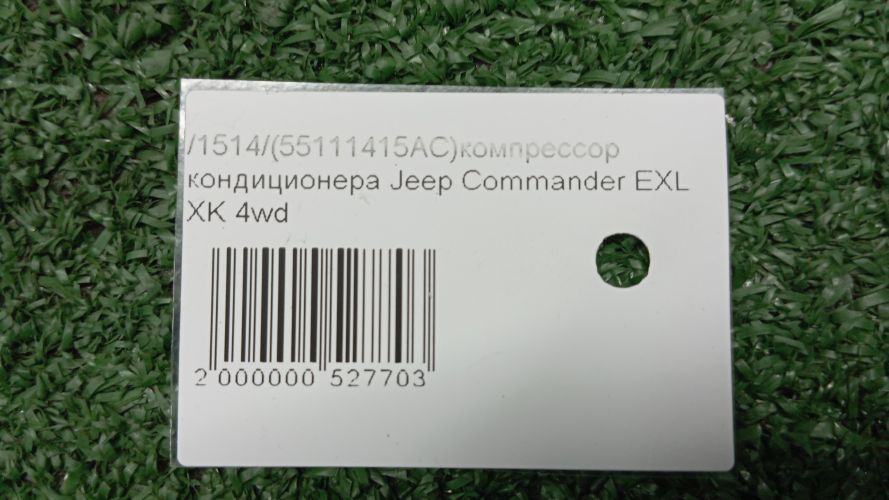 /1514/(55111415AC)компрессор
кондиционера Jeep Commander EXL
XK 4wd
2 000000 527703